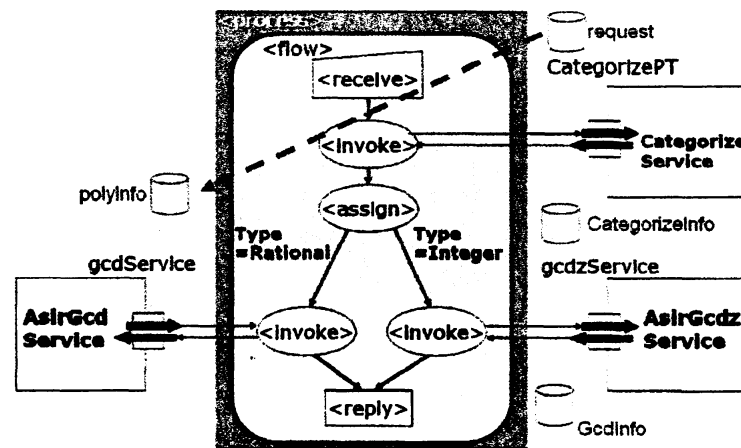 <process>
request
<flow>
CategorizePT
<receive>
<invoke>
Categorize
Service
polyInfo
<assign>
CategorizeInfo
Type
=Rational
Type
=Integer
gcdService
gcdzService
AsirGcd
Service
<invoke>
<invoke>
AsirGcdz
Service
<reply>
GcdInfo